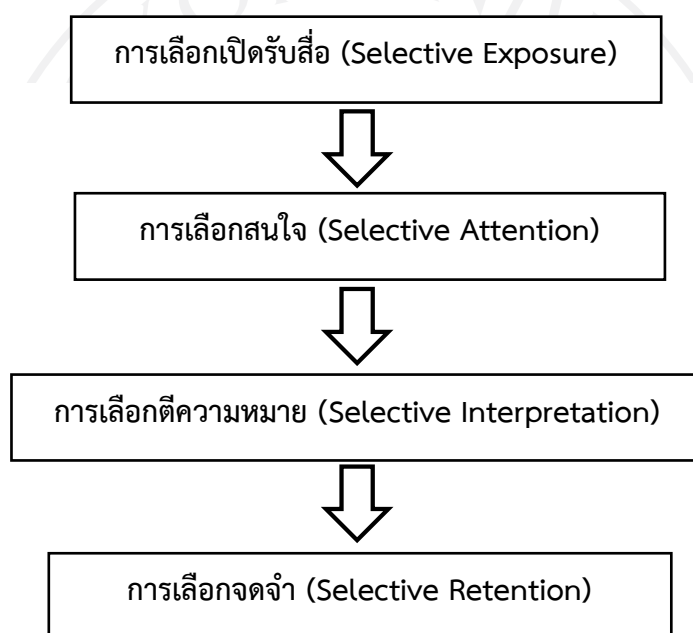 การเลือกเปิดรับสื่อ (Selective Exposure)
การเลือกสนใจ (Selective Attention)
การเลือกตีความหมาย (Selective Interpretation)
การเลือกจดจำ (Selective Retention)